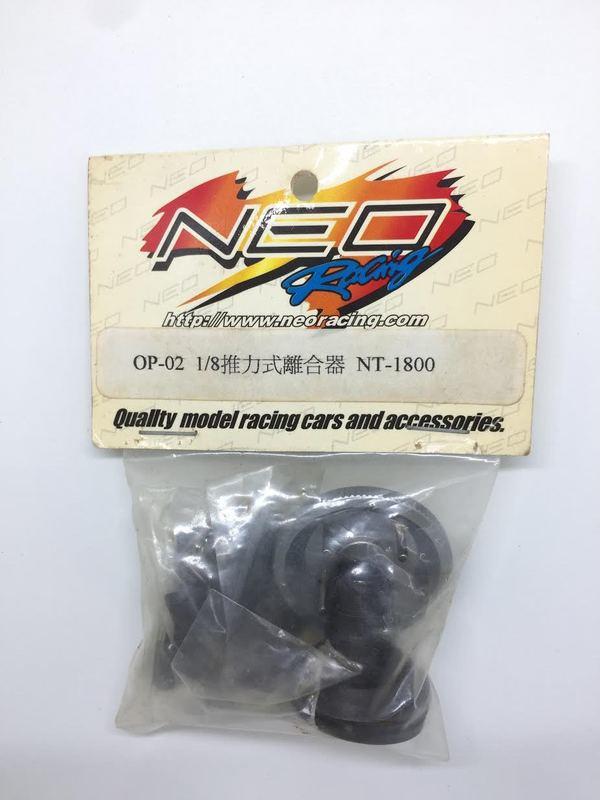 NEO
Racing
http://www.neoracing.com
OP-02 1/8推力式離合器 NT-1800
Quality model racing cars and accessories.